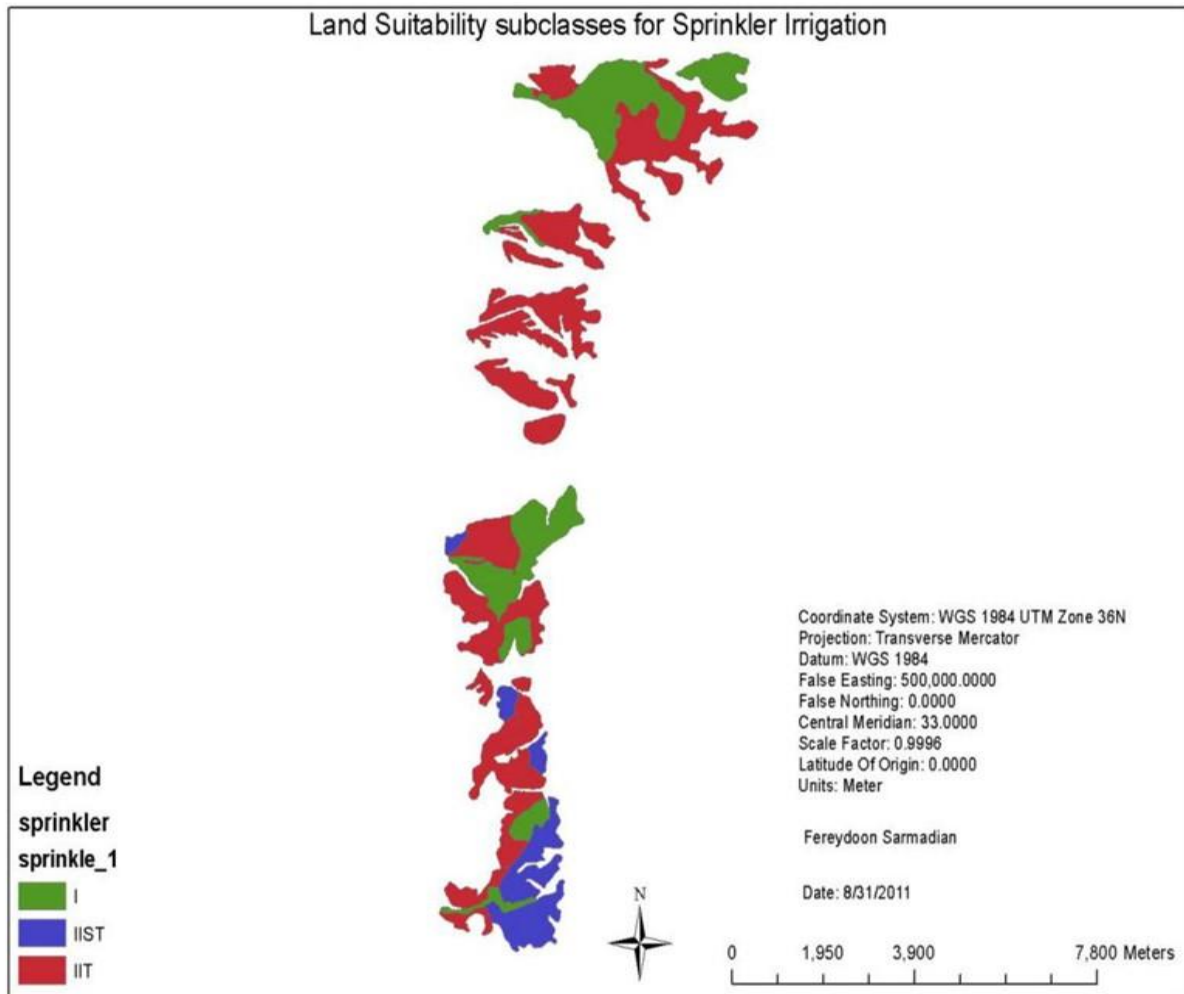 Land Suitability subclasses for Sprinkler Irrigation
Coordinate System: WGS 1984 UTM Zone 36N
Projection: Transverse Mercator
Datum: WGS 1984
False Easting: 500,000.0000
False Northing: 0.0000
Central Meridian: 33.0000
Scale Factor: 0.9996
Latitude Of Origin: 0.0000
Units: Meter
Fereydoon Sarmadian
Date: 8/31/2011
Legend
sprinkler
sprinkle_1
I
IIST
IIT
N
0 1,950 3,900 7,800 Meters